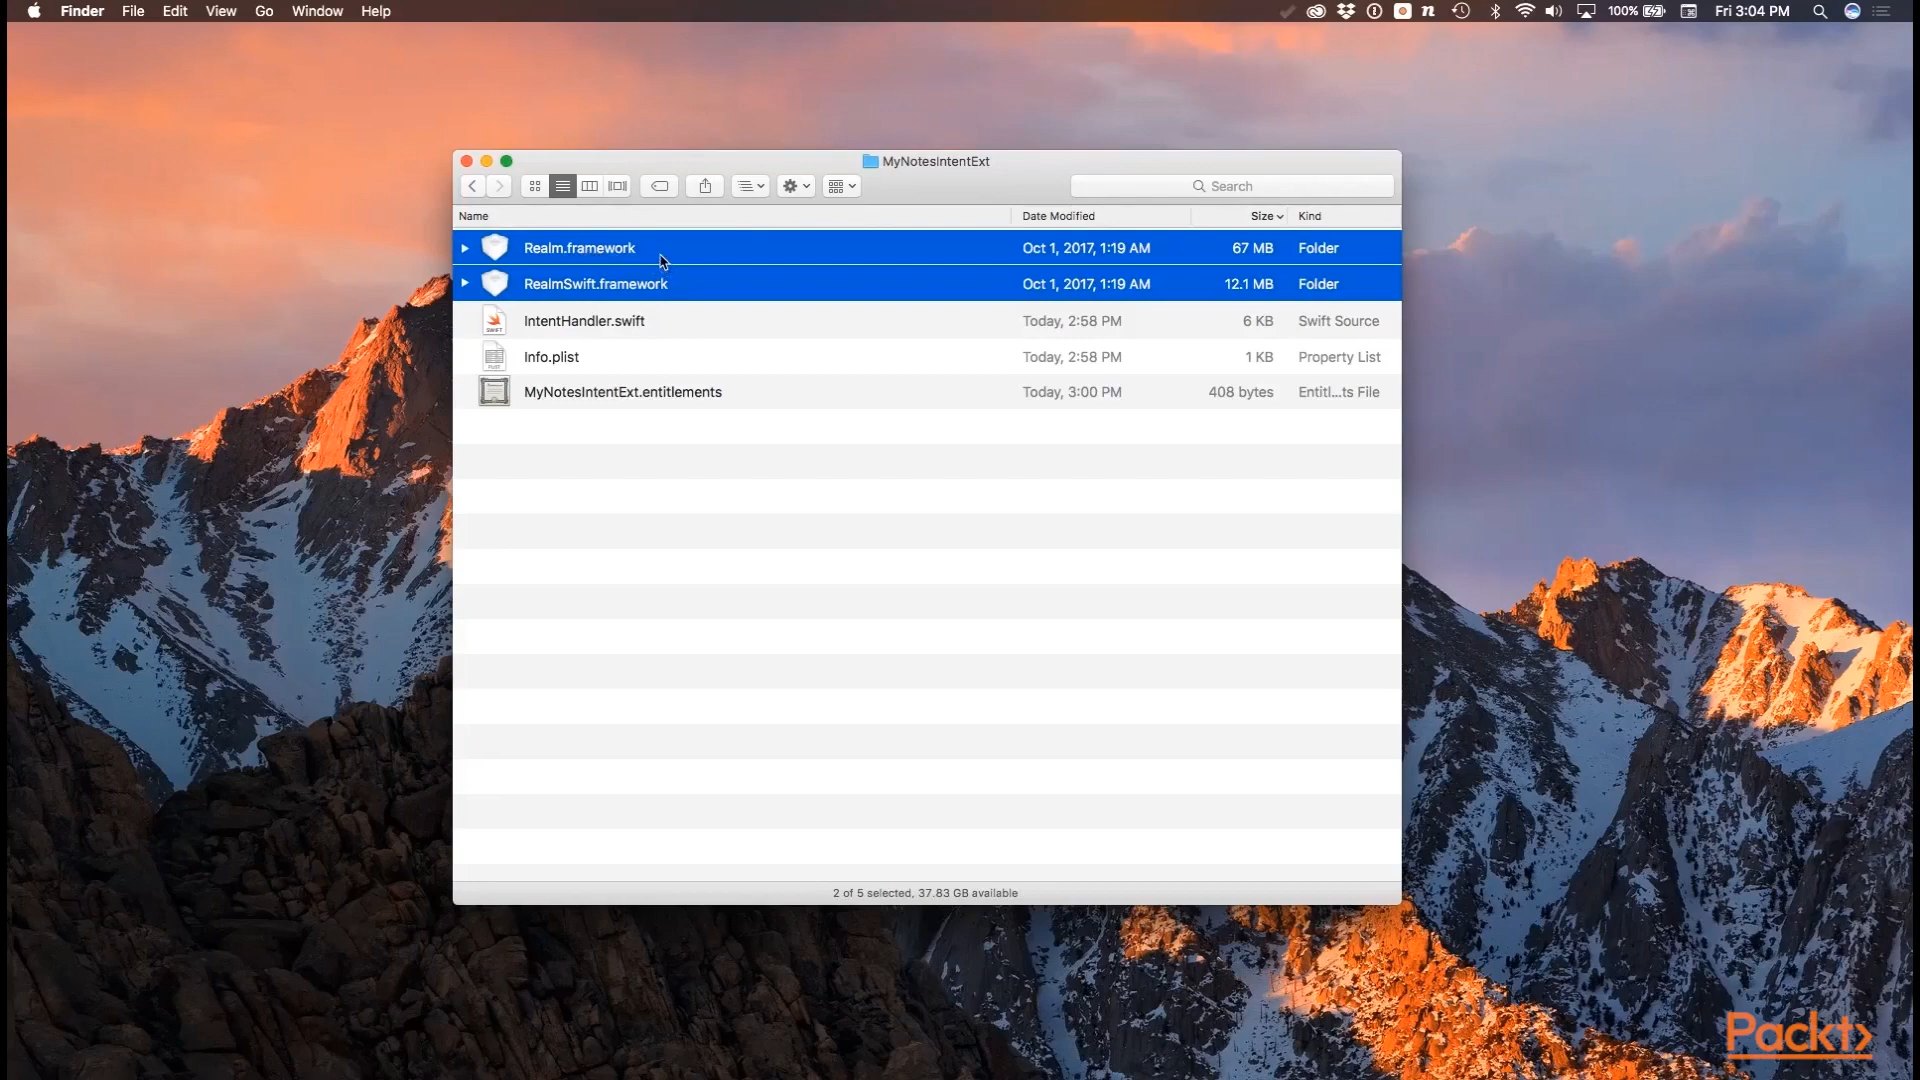 Finder File Edit View Go Window Help 100% Fri 3:04 PM
MyNotesIntentExt
Search
Name Date Modified Size Kind
Realm.framework Oct 1, 2017, 1:19 AM 67 MB Folder
RealmSwift.framework Oct 1, 2017, 1:19 AM 12.1 MB Folder
SWIFT IntentHandler.swift Today, 2:58 PM 6 KB Swift Source
PLIST Info.plist Today, 2:58 PM 1 KB Property List
MyNotesIntentExt.entitlements Today, 3:00 PM 408 bytes Entitl...ts File
2 of 5 selected, 37.83 GB available
Packt>